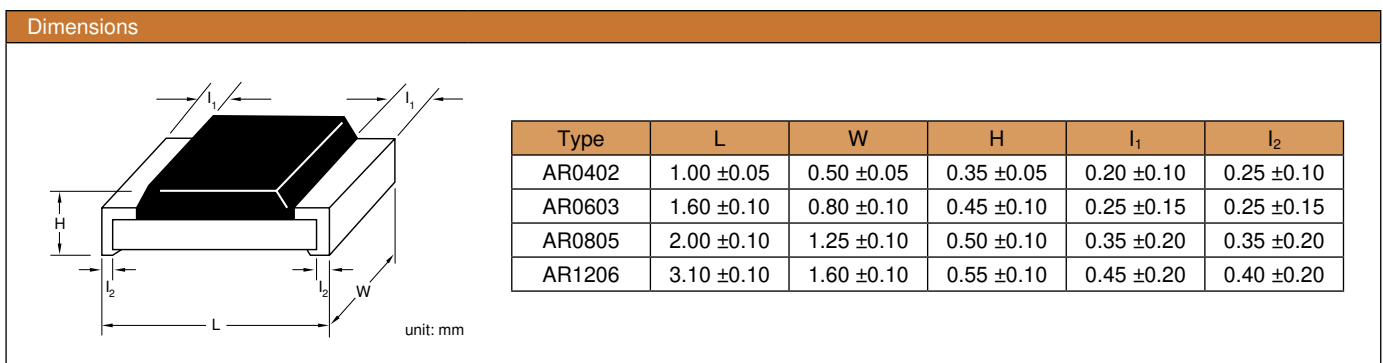 Dimensions
l₁ l₁
H
l₂ l₂
W
L
unit: mm
Type L W H l₁ l₂
AR0402 1.00 ±0.05 0.50 ±0.05 0.35 ±0.05 0.20 ±0.10 0.25 ±0.10
AR0603 1.60 ±0.10 0.80 ±0.10 0.45 ±0.10 0.25 ±0.15 0.25 ±0.15
AR0805 2.00 ±0.10 1.25 ±0.10 0.50 ±0.10 0.35 ±0.20 0.35 ±0.20
AR1206 3.10 ±0.10 1.60 ±0.10 0.55 ±0.10 0.45 ±0.20 0.40 ±0.20